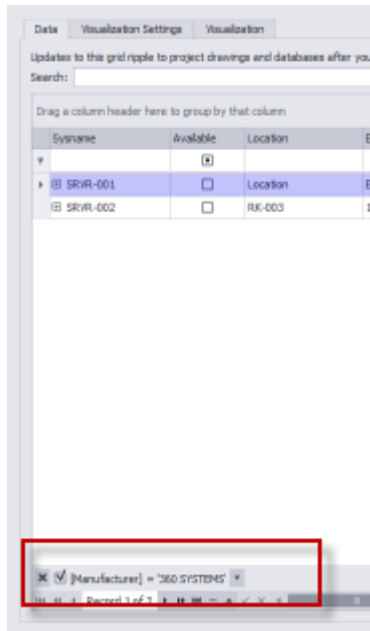 Data Visualization Settings Visualization
Updates to this grid ripple to project drawings and databases after you
Search:
Drag a column header here to group by that column
Sysname Available Location E
SRVR-001 Location E
SRVR-002 RK-003 1
[Manufacturer] = '360 SYSTEMS'
Record 1 of 2